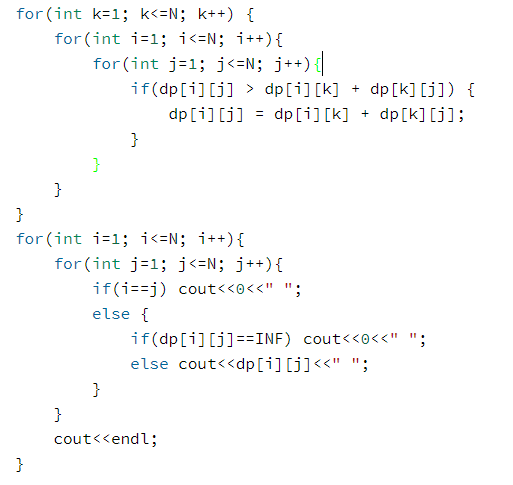 for(int k=1; k<=N; k++) {
    for(int i=1; i<=N; i++){
        for(int j=1; j<=N; j++){
            if(dp[i][j] > dp[i][k] + dp[k][j]) {
                dp[i][j] = dp[i][k] + dp[k][j];
            }
        }
    }
}
for(int i=1; i<=N; i++){
    for(int j=1; j<=N; j++){
        if(i==j) cout<<0<<" ";
        else {
            if(dp[i][j]==INF) cout<<0<<" ";
            else cout<<dp[i][j]<<" ";
        }
    }
    cout<<endl;
}